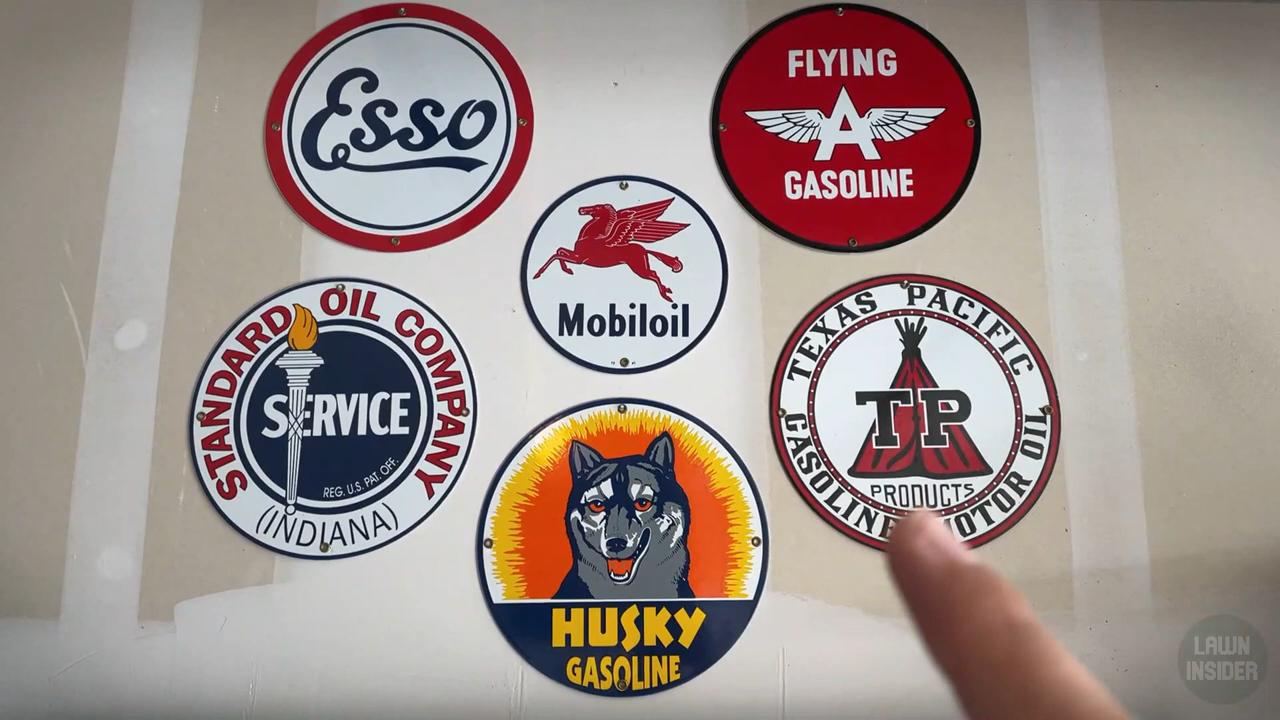 Esso
FLYING
A
GASOLINE
Mobiloil
STANDARD OIL COMPANY
SERVICE
REG. U.S. PAT. OFF.
(INDIANA)
TEXAS PACIFIC
TP
PRODUCTS
GASOLINE MOTOR OIL
HUSKY
GASOLINE
LAWN
INSIDER